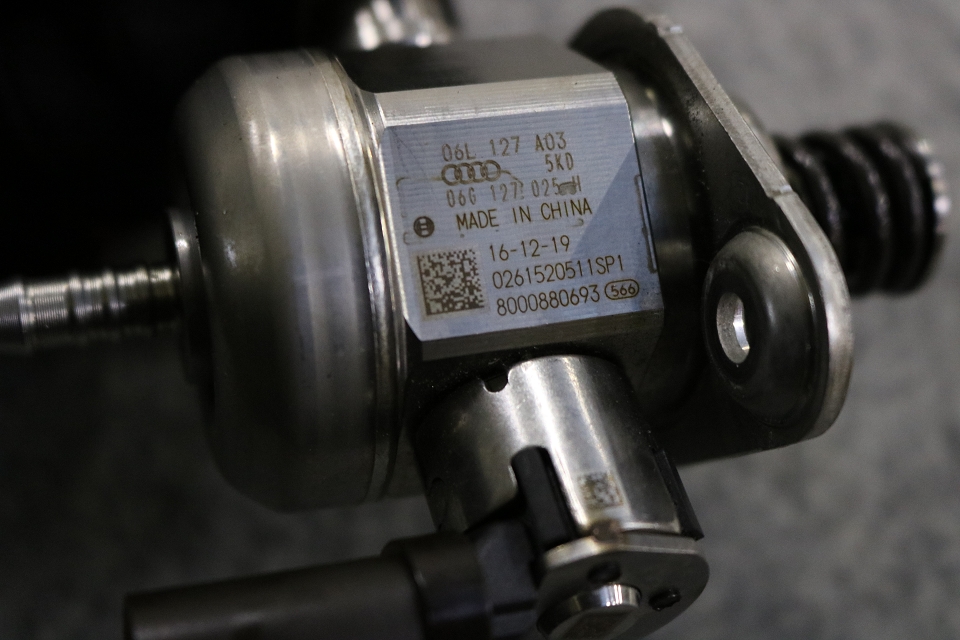 06L 127 A03
5KD
06G 127 025 H
MADE IN CHINA
16-12-19
0261520511SP1
8000880693 566